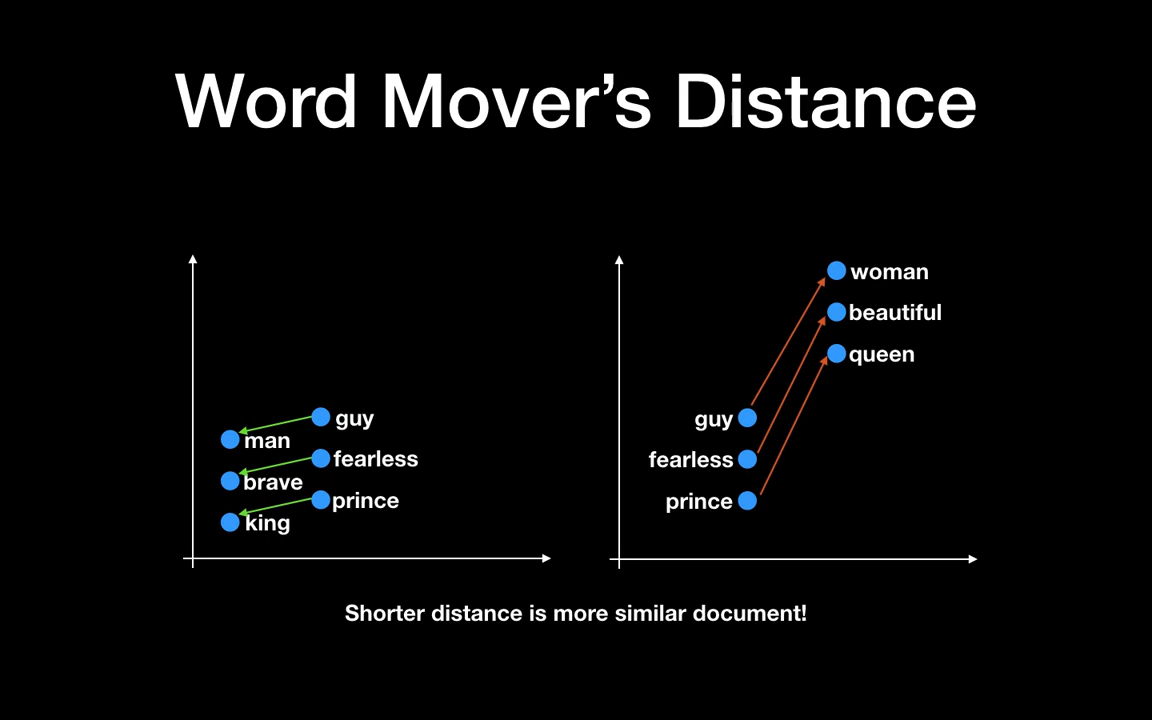 Word Mover’s Distance
guy
man
fearless
brave
prince
king
woman
beautiful
queen
guy
fearless
prince
Shorter distance is more similar document!